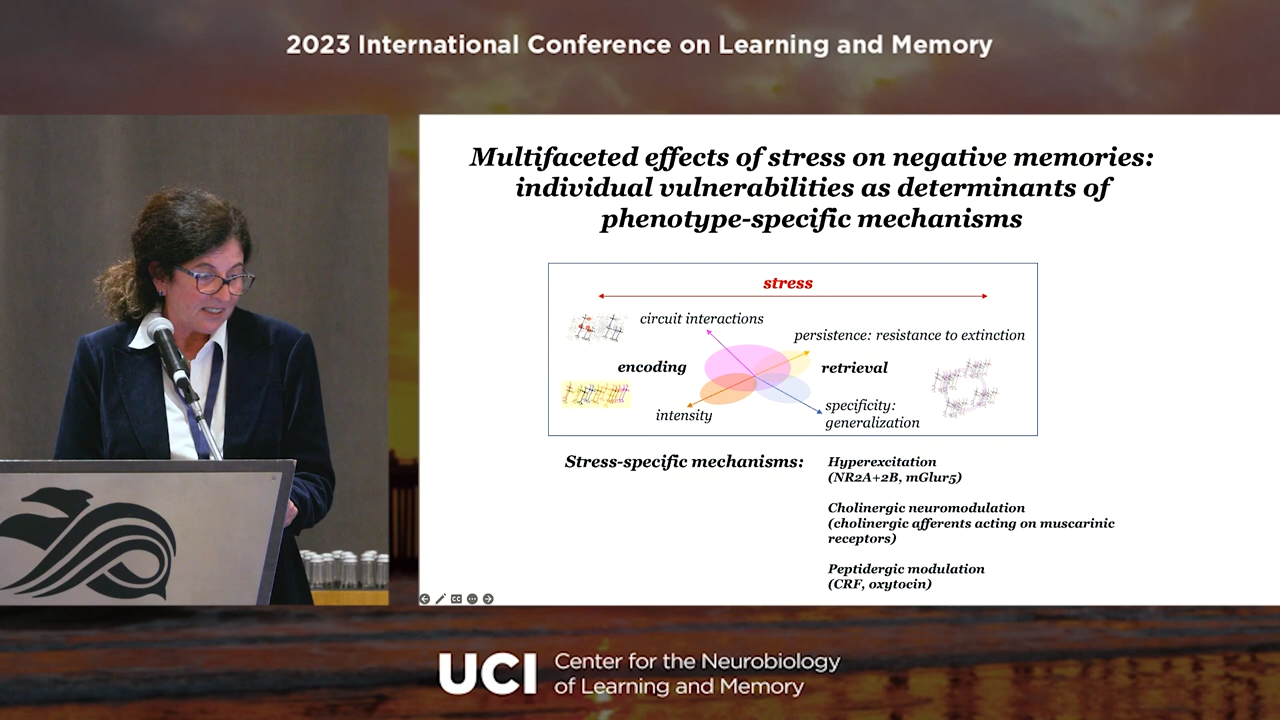 2023 International Conference on Learning and Memory
Multifaceted effects of stress on negative memories:
individual vulnerabilities as determinants of
phenotype-specific mechanisms
stress
circuit interactions
persistence: resistance to extinction
encoding
retrieval
intensity
specificity:
generalization
Stress-specific mechanisms:
Hyperexcitation
(NR2A+2B, mGlur5)
Cholinergic neuromodulation
(cholinergic afferents acting on muscarinic
receptors)
Peptidergic modulation
(CRF, oxytocin)
UCI
Center for the Neurobiology
of Learning and Memory